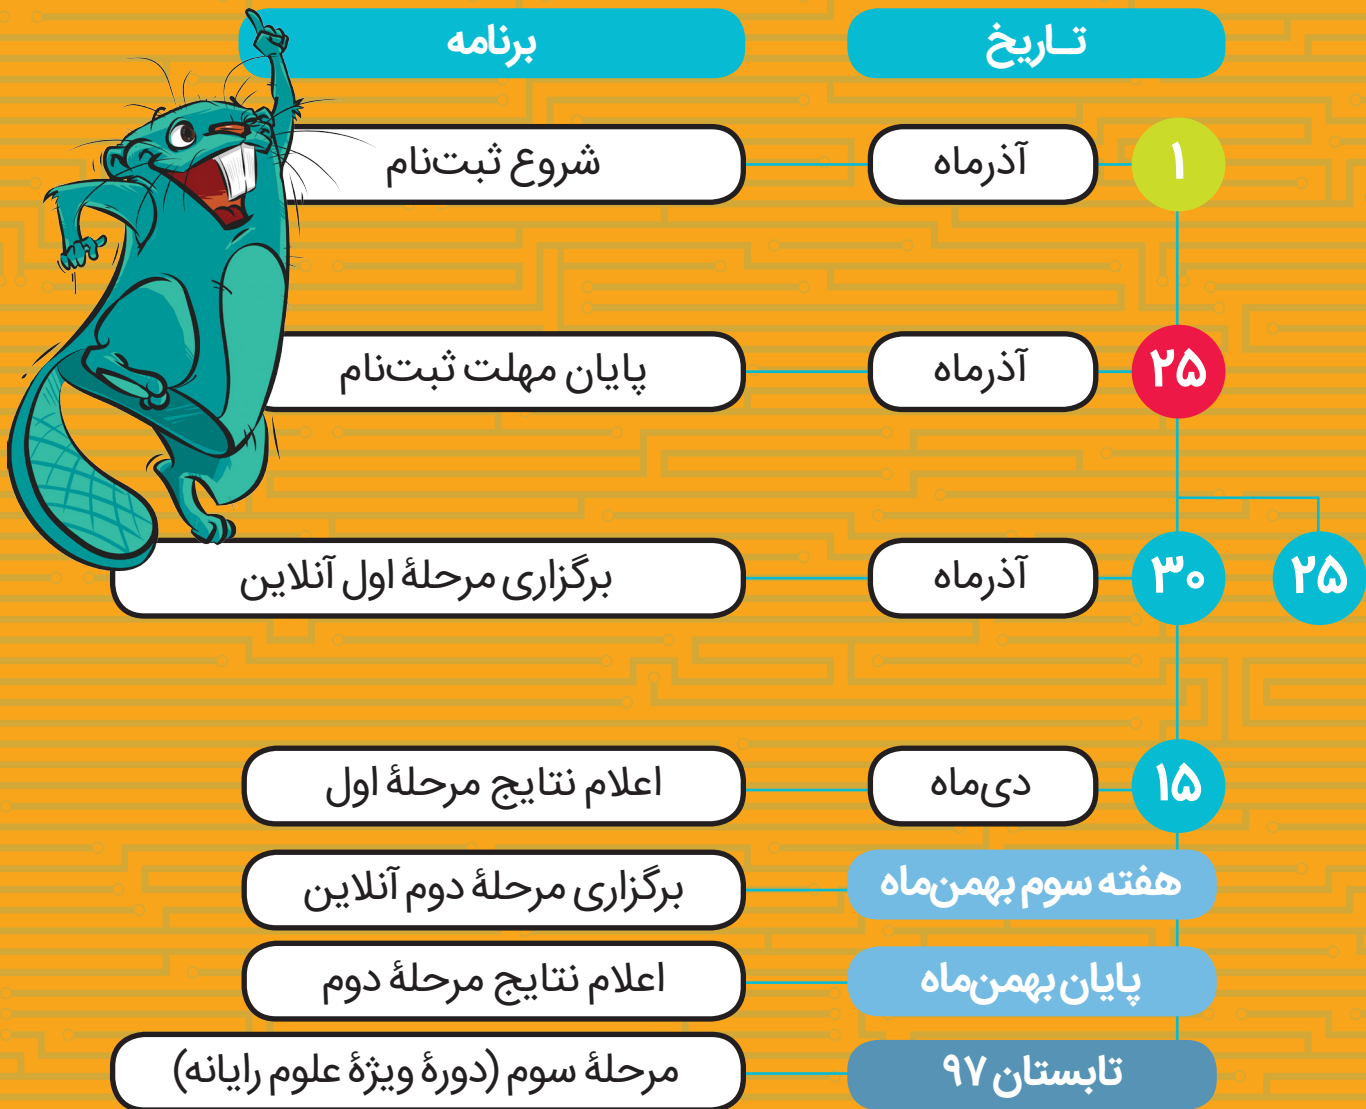 تـاریخ برنامه
۱ آذرماه شروع ثبت‌نام
۲۵ آذرماه پایان مهلت ثبت‌نام
۲۵ ۳۰ آذرماه برگزاری مرحلهٔ اول آنلاین
۱۵ دی‌ماه اعلام نتایج مرحلهٔ اول
هفته سوم بهمن‌ماه برگزاری مرحلهٔ دوم آنلاین
پایان بهمن‌ماه اعلام نتایج مرحلهٔ دوم
تابستان ۹۷ مرحلهٔ سوم (دورهٔ ویژهٔ علوم رایانه)